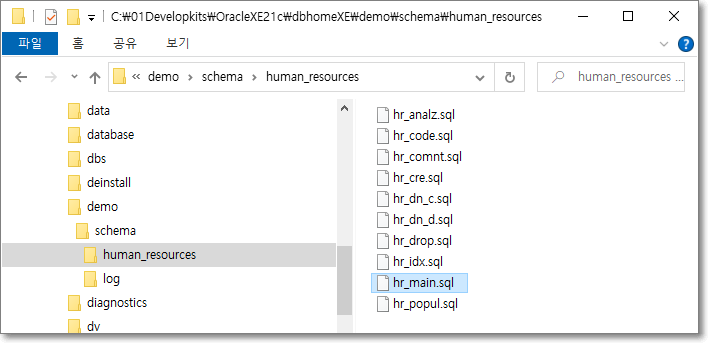 C:\01Developkits\OracleXE21c\dbhomeXE\demo\schema\human_resources
파일 홈 공유 보기
« demo > schema > human_resources
human_resources ...
data
database
dbs
deinstall
demo
schema
human_resources
log
diagnostics
dv
hr_analz.sql
hr_code.sql
hr_comnt.sql
hr_cre.sql
hr_dn_c.sql
hr_dn_d.sql
hr_drop.sql
hr_idx.sql
hr_main.sql
hr_popul.sql